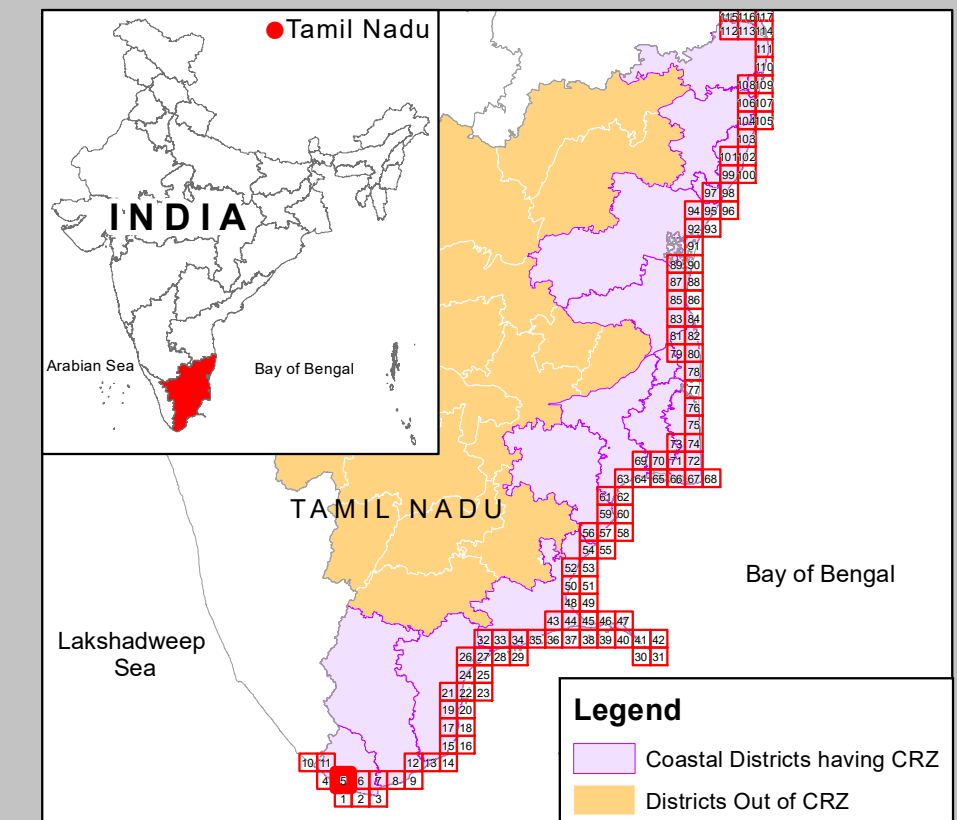 Tamil Nadu
INDIA
Arabian Sea
Bay of Bengal
115 116 117
112 113 114
111
110
108 109
106 107
104 105
103
101 102
99 100
97 98
94 95 96
92 93
91
89 90
87 88
85 86
83 84
81 82
79 80
78
77
76
75
73 74
69 70 71 72
63 64 65 66 67 68
TAMIL NADU
61 62
59 60
56 57 58
54 55
52 53
Bay of Bengal
50 51
48 49
43 44 45 46 47
Lakshadweep
Sea
32 33 34 35 36 37 38 39 40 41 42
26 27 28 29 30 31
24 25
21 22 23
19 20
17 18
15 16
10 11 12 13 14
4 5 6 7 8 9
1 2 3
Legend
Coastal Districts having CRZ
Districts Out of CRZ